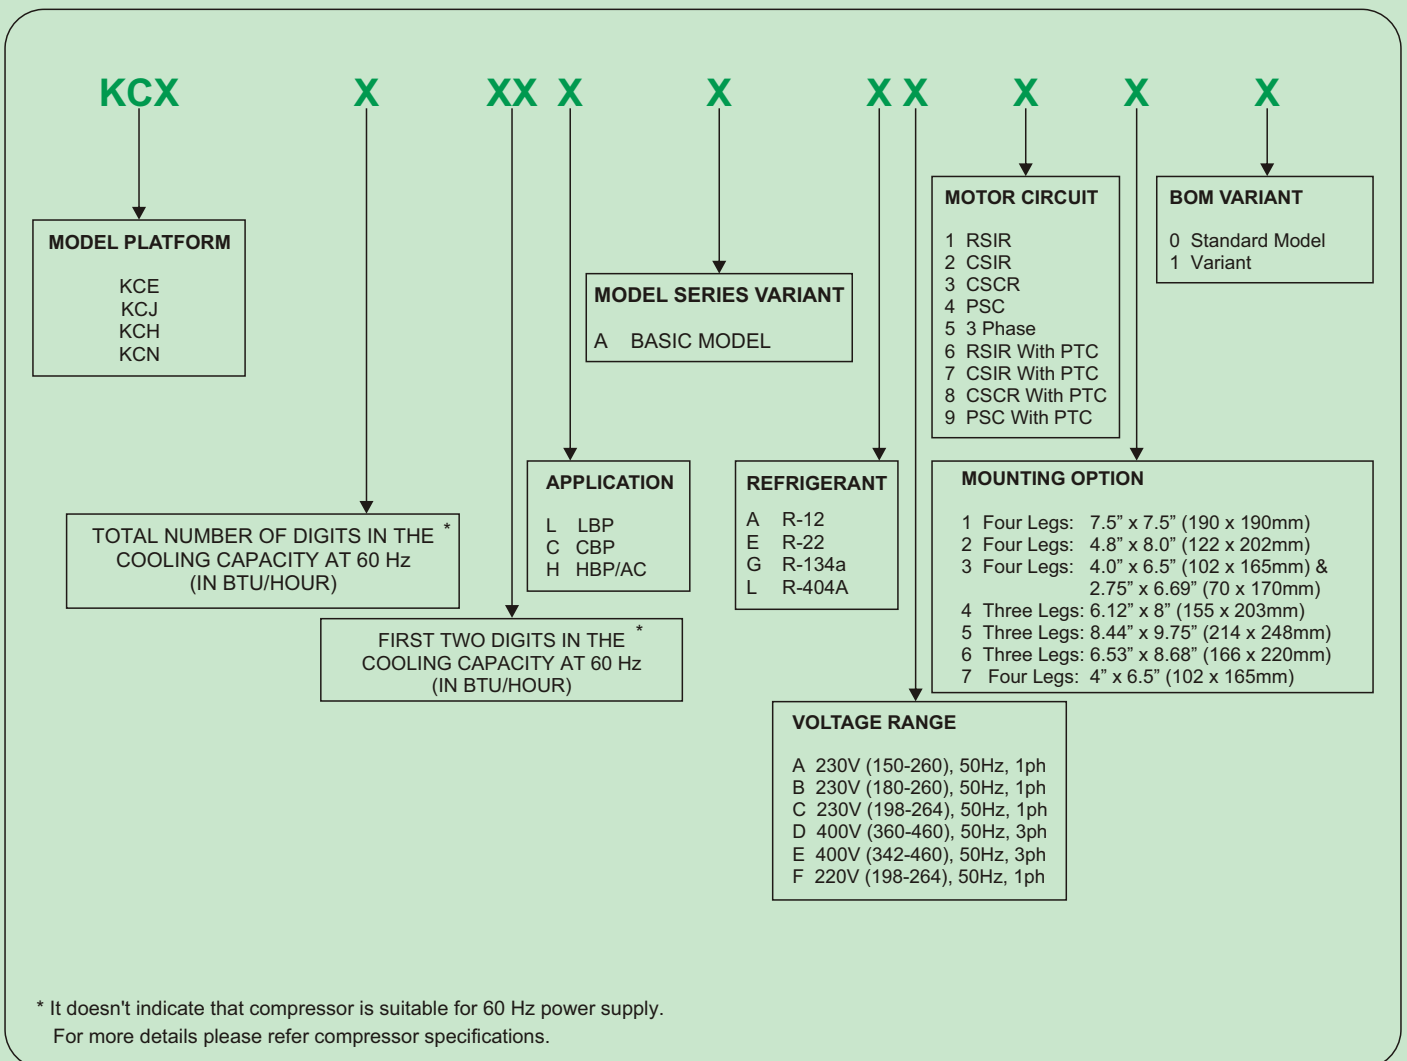 KCX X XX X X X X X X X
MODEL PLATFORM
KCE
KCJ
KCH
KCN
TOTAL NUMBER OF DIGITS IN THE *
COOLING CAPACITY AT 60 Hz
(IN BTU/HOUR)
FIRST TWO DIGITS IN THE *
COOLING CAPACITY AT 60 Hz
(IN BTU/HOUR)
APPLICATION
L LBP
C CBP
H HBP/AC
MODEL SERIES VARIANT
A BASIC MODEL
REFRIGERANT
A R-12
E R-22
G R-134a
L R-404A
VOLTAGE RANGE
A 230V (150-260), 50Hz, 1ph
B 230V (180-260), 50Hz, 1ph
C 230V (198-264), 50Hz, 1ph
D 400V (360-460), 50Hz, 3ph
E 400V (342-460), 50Hz, 3ph
F 220V (198-264), 50Hz, 1ph
MOTOR CIRCUIT
1 RSIR
2 CSIR
3 CSCR
4 PSC
5 3 Phase
6 RSIR With PTC
7 CSIR With PTC
8 CSCR With PTC
9 PSC With PTC
MOUNTING OPTION
1 Four Legs: 7.5” x 7.5” (190 x 190mm)
2 Four Legs: 4.8” x 8.0” (122 x 202mm)
3 Four Legs: 4.0” x 6.5” (102 x 165mm) &
2.75” x 6.69” (70 x 170mm)
4 Three Legs: 6.12” x 8” (155 x 203mm)
5 Three Legs: 8.44” x 9.75” (214 x 248mm)
6 Three Legs: 6.53” x 8.68” (166 x 220mm)
7 Four Legs: 4” x 6.5” (102 x 165mm)
BOM VARIANT
0 Standard Model
1 Variant
* It doesn't indicate that compressor is suitable for 60 Hz power supply.
For more details please refer compressor specifications.